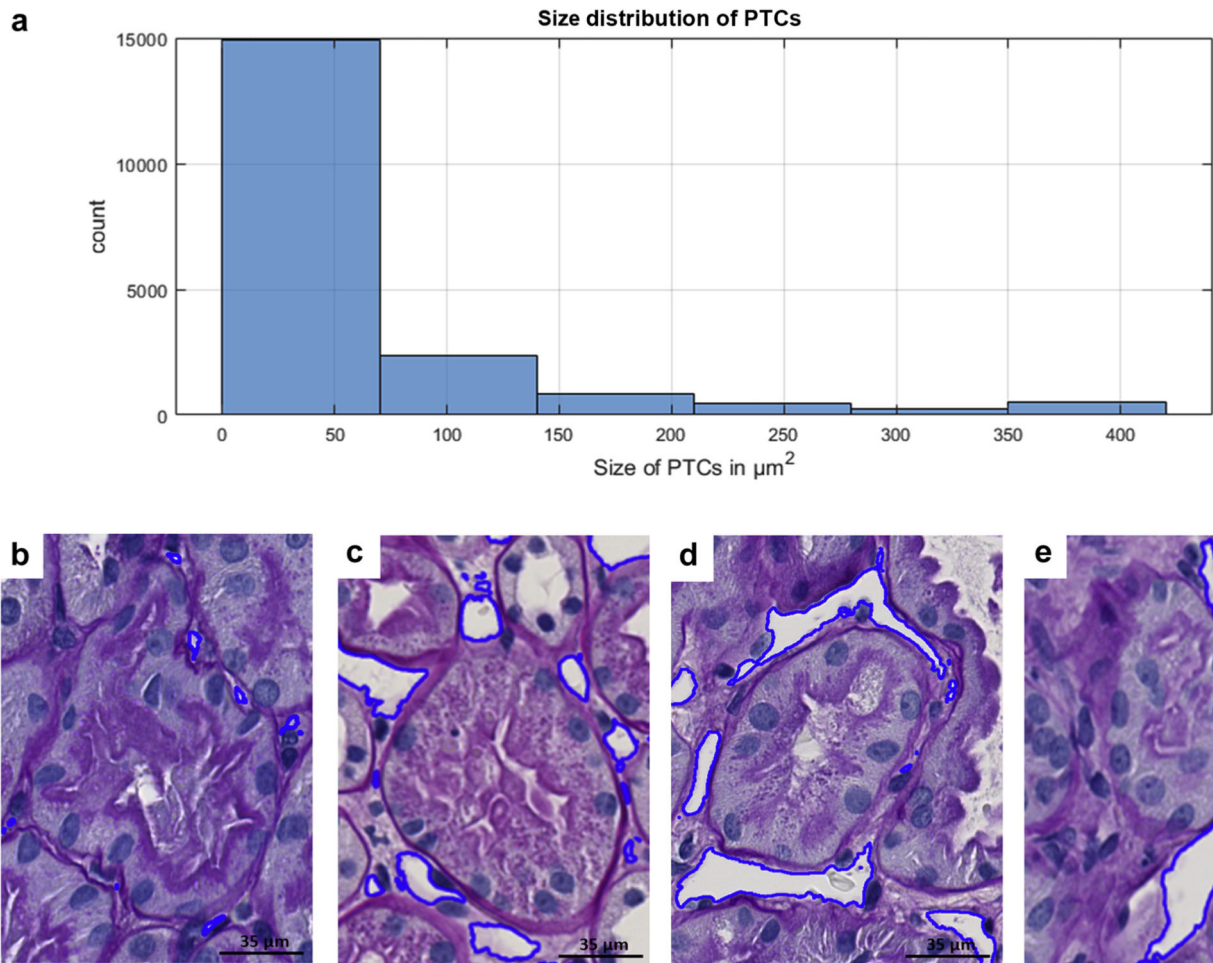 a
Size distribution of PTCs
15000
10000
5000
0
count
0 50 100 150 200 250 300 350 400
Size of PTCs in µm²
b c d e
35 µm 35 µm 35 µm